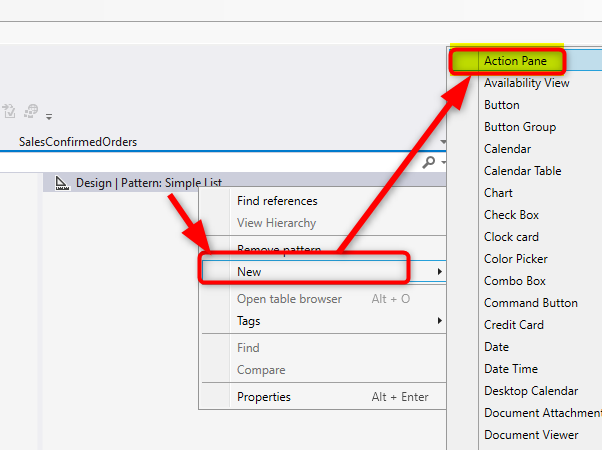 SalesConfirmedOrders
Design | Pattern: Simple List
Find references
View Hierarchy
Remove pattern
New
Open table browser Alt + O
Tags
Find
Compare
Properties Alt + Enter
Action Pane
Availability View
Button
Button Group
Calendar
Calendar Table
Chart
Check Box
Clock card
Color Picker
Combo Box
Command Button
Credit Card
Date
Date Time
Desktop Calendar
Document Attachment
Document Viewer